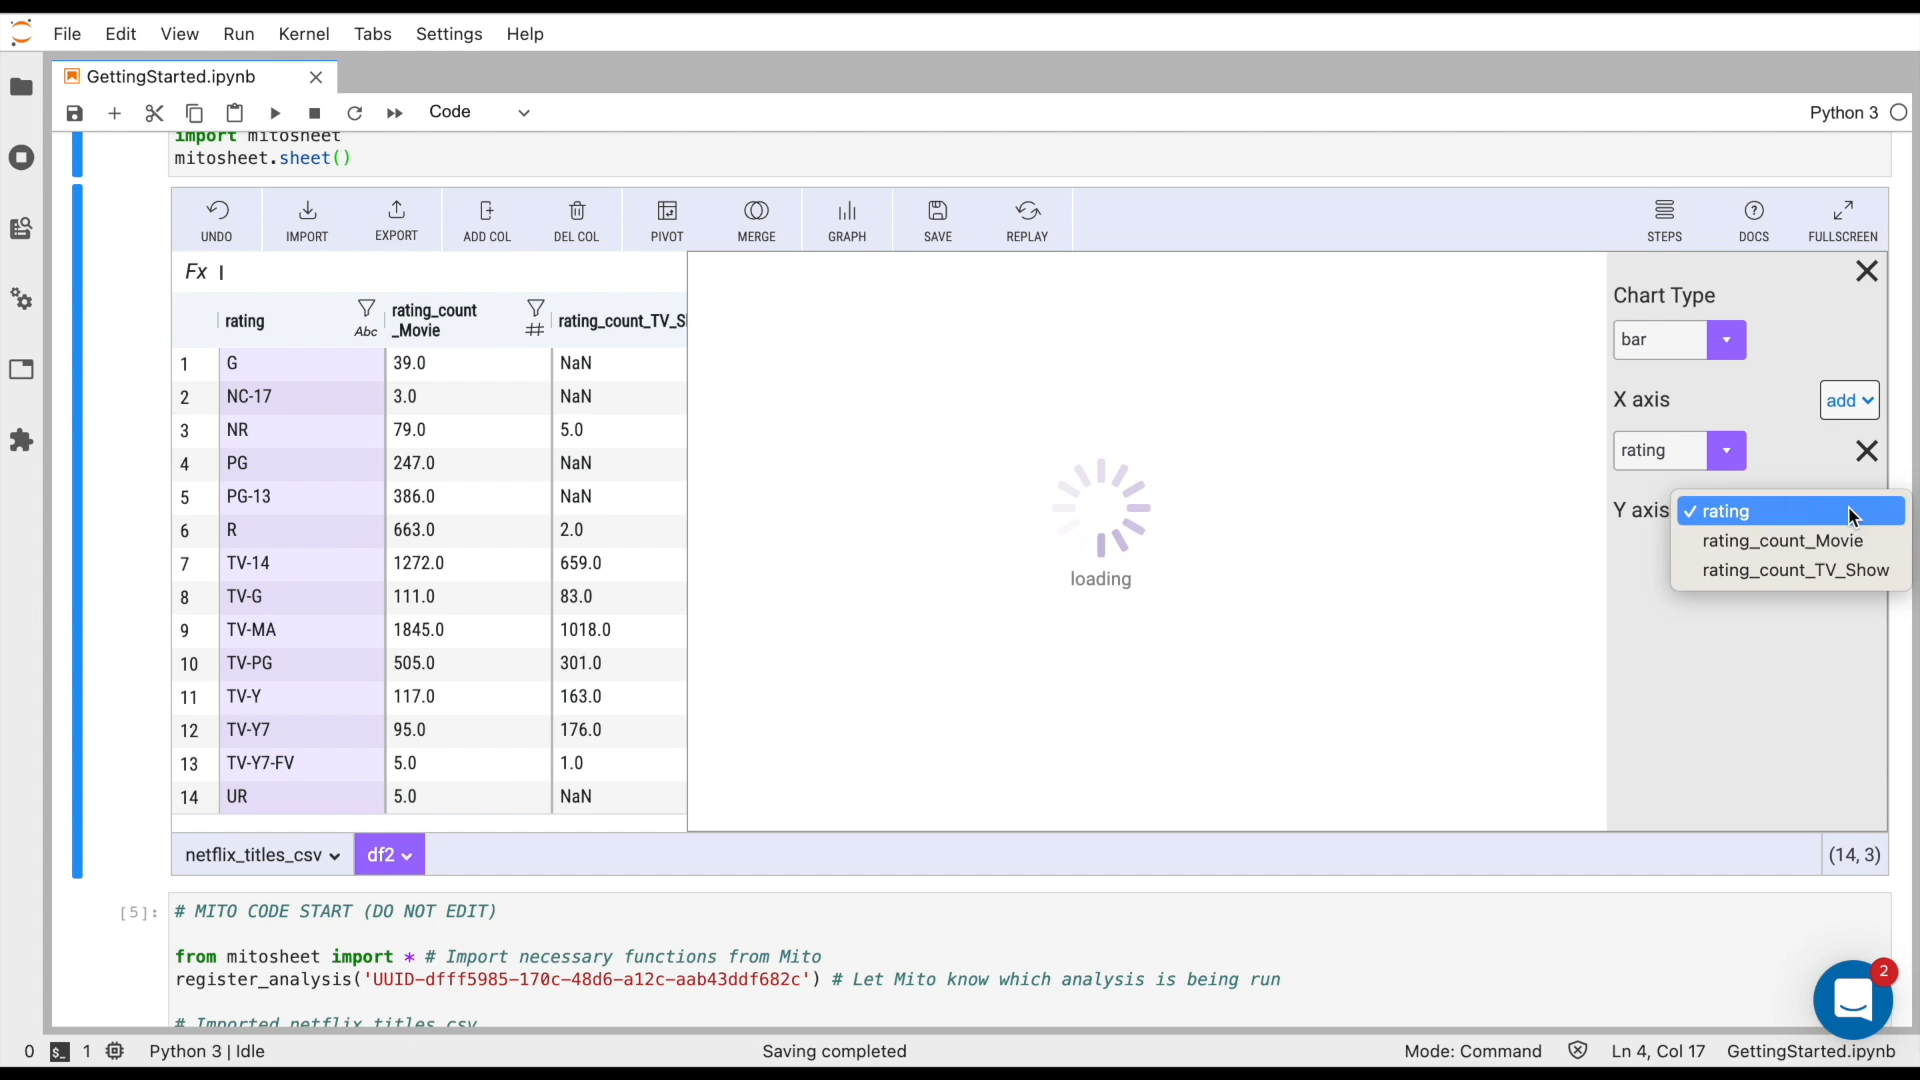 File Edit View Run Kernel Tabs Settings Help
GettingStarted.ipynb
Code
Python 3
import mitosheet
mitosheet.sheet()
UNDO IMPORT EXPORT ADD COL DEL COL PIVOT MERGE GRAPH SAVE REPLAY STEPS DOCS FULLSCREEN
Fx
rating Abc rating_count_Movie # rating_count_TV_S
1 G 39.0 NaN
2 NC-17 3.0 NaN
3 NR 79.0 5.0
4 PG 247.0 NaN
5 PG-13 386.0 NaN
6 R 663.0 2.0
7 TV-14 1272.0 659.0
8 TV-G 111.0 83.0
9 TV-MA 1845.0 1018.0
10 TV-PG 505.0 301.0
11 TV-Y 117.0 163.0
12 TV-Y7 95.0 176.0
13 TV-Y7-FV 5.0 1.0
14 UR 5.0 NaN
loading
Chart Type
bar
X axis add
rating
Y axis
✓ rating
rating_count_Movie
rating_count_TV_Show
netflix_titles_csv df2 (14, 3)
[5]: # MITO CODE START (DO NOT EDIT)
from mitosheet import * # Import necessary functions from Mito
register_analysis('UUID-dfff5985-170c-48d6-a12c-aab43ddf682c') # Let Mito know which analysis is being run
# Imported netflix_titles.csv
2
0 $_ 1 Python 3 | Idle Saving completed Mode: Command Ln 4, Col 17 GettingStarted.ipynb